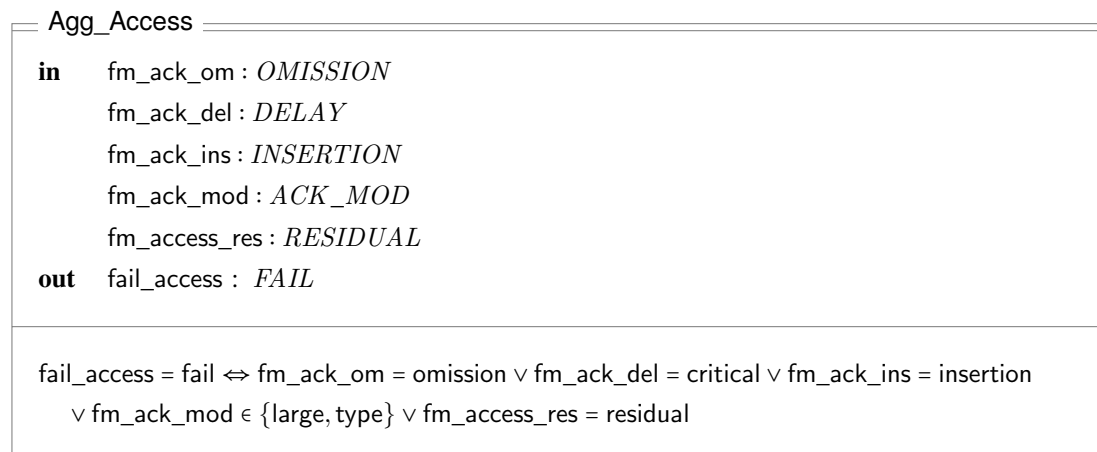 Agg_Access
in fm_ack_om : OMISSION
fm_ack_del : DELAY
fm_ack_ins : INSERTION
fm_ack_mod : ACK_MOD
fm_access_res : RESIDUAL
out fail_access : FAIL
fail_access = fail ⇔ fm_ack_om = omission ∨ fm_ack_del = critical ∨ fm_ack_ins = insertion
∨ fm_ack_mod ∈ {large, type} ∨ fm_access_res = residual